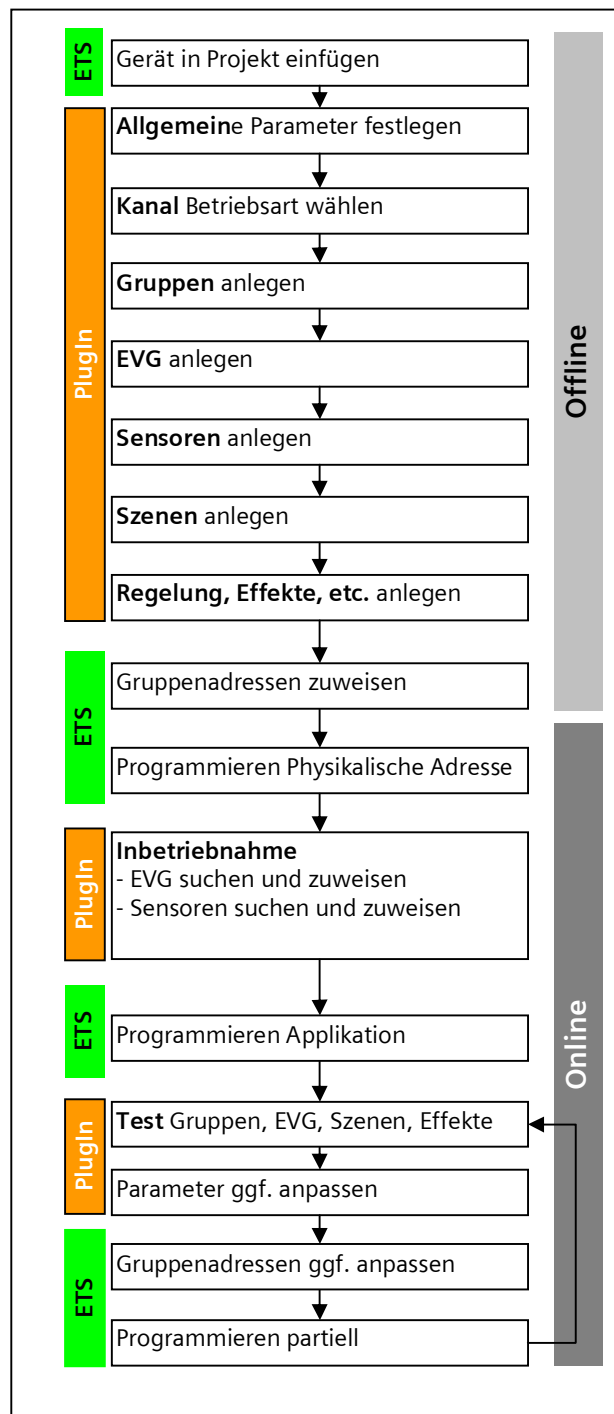 ETS
Gerät in Projekt einfügen
PlugIn
Allgemeine Parameter festlegen
Kanal Betriebsart wählen
Gruppen anlegen
EVG anlegen
Sensoren anlegen
Szenen anlegen
Regelung, Effekte, etc. anlegen
Offline
ETS
Gruppenadressen zuweisen
Programmieren Physikalische Adresse
PlugIn
Inbetriebnahme
- EVG suchen und zuweisen
- Sensoren suchen und zuweisen
ETS
Programmieren Applikation
Online
PlugIn
Test Gruppen, EVG, Szenen, Effekte
Parameter ggf. anpassen
ETS
Gruppenadressen ggf. anpassen
Programmieren partiell